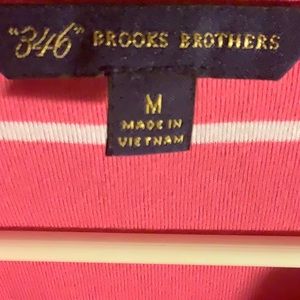 "346" BROOKS BROTHERS
M
MADE IN
VIETNAM